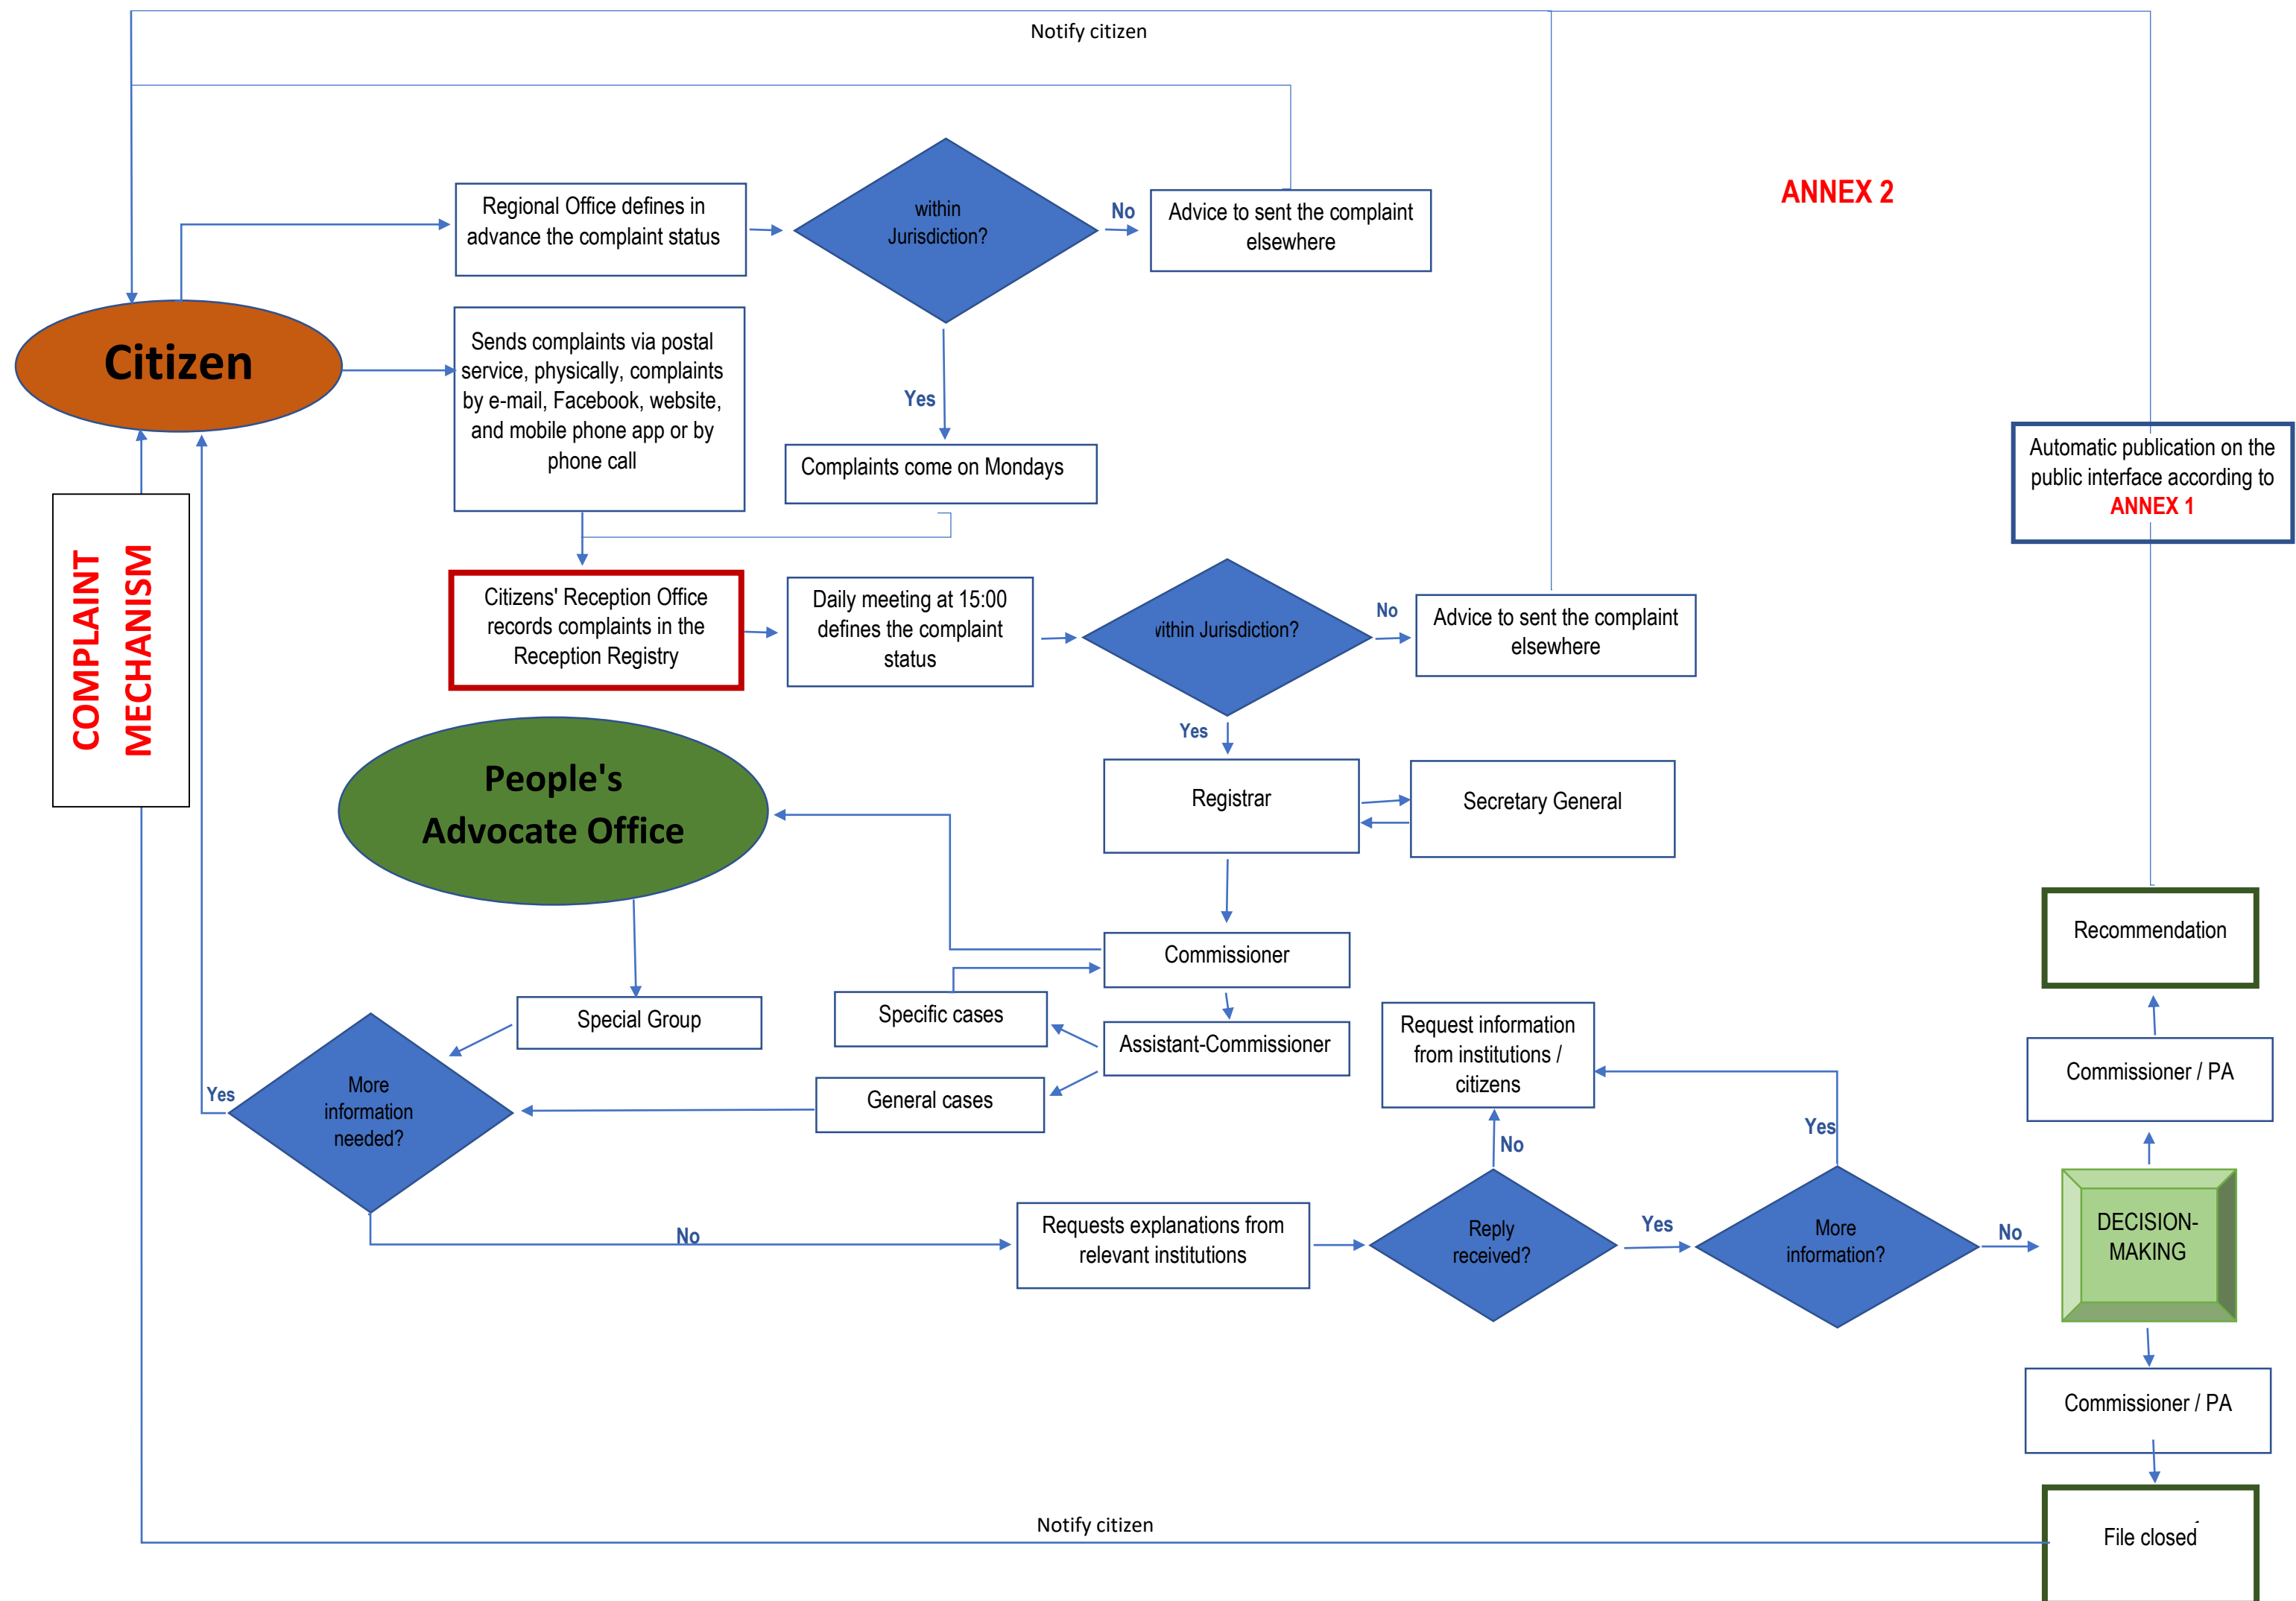 Notify citizen
ANNEX 2
Regional Office defines in
advance the complaint status
within
Jurisdiction?
No
Advice to sent the complaint
elsewhere
Citizen
Sends complaints via postal
service, physically, complaints
by e-mail, Facebook, website,
and mobile phone app or by
phone call
Yes
Complaints come on Mondays
Automatic publication on the
public interface according to
ANNEX 1
COMPLAINT
MECHANISM
Citizens' Reception Office
records complaints in the
Reception Registry
Daily meeting at 15:00
defines the complaint
status
within Jurisdiction?
No
Advice to sent the complaint
elsewhere
Yes
People's
Advocate Office
Registrar
Secretary General
Commissioner
Recommendation
Special Group
Specific cases
Assistant-Commissioner
Request information
from institutions /
citizens
Commissioner / PA
General cases
More
information
needed?
Yes
No
Yes
No
Requests explanations from
relevant institutions
Reply
received?
Yes
More
information?
No
DECISION-
MAKING
Commissioner / PA
Notify citizen
File closed